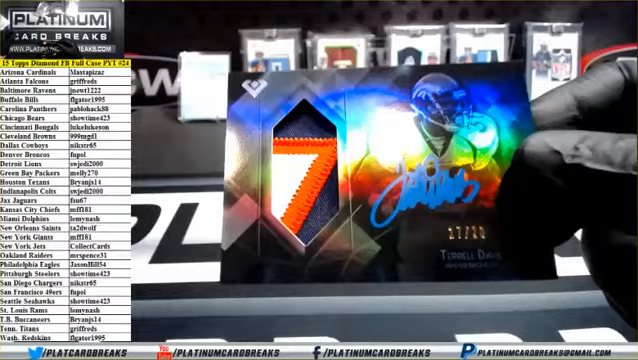 PLATINUM
CARD BREAKS
WWW.PLATINUMBREAKS.COM
15 Topps Diamond FB Full Case PYT #24
Arizona Cardinals Mastapizaz
Atlanta Falcons griffreds
Baltimore Ravens jnewt1222
Buffalo Bills flgator1995
Carolina Panthers pablohack88
Chicago Bears showtime423
Cincinnati Bengals lukelukeson
Cleveland Browns 999mgd1
Dallas Cowboys nikstr65
Denver Broncos fupol
Detroit Lions swjedi2000
Green Bay Packers melly270
Houston Texans Bryanjs14
Indianapolis Colts swjedi2000
Jax Jaguars fsu67
Kansas City Chiefs mff181
Miami Dolphins lemynash
New Orleans Saints ta2dwolf
New York Giants mff181
New York Jets CollectCards
Oakland Raiders mrspence31
Philadelphia Eagles JasonHill54
Pittsburgh Steelers showtime423
San Diego Chargers nikstr65
San Francisco 49ers fupol
Seattle Seahawks showtime423
St. Louis Rams lemynash
T.B. Buccaneers Bryanjs14
Tenn. Titans griffreds
Wash. Redskins flgator1995
7
17/20
TERRELL DAVIS
@PLATCARDBREAKS
YouTube /PLATINUMCARDBREAKS
/PLATINUMCARDBREAKS
PLATINUMCARDBREAKS@GMAIL.COM